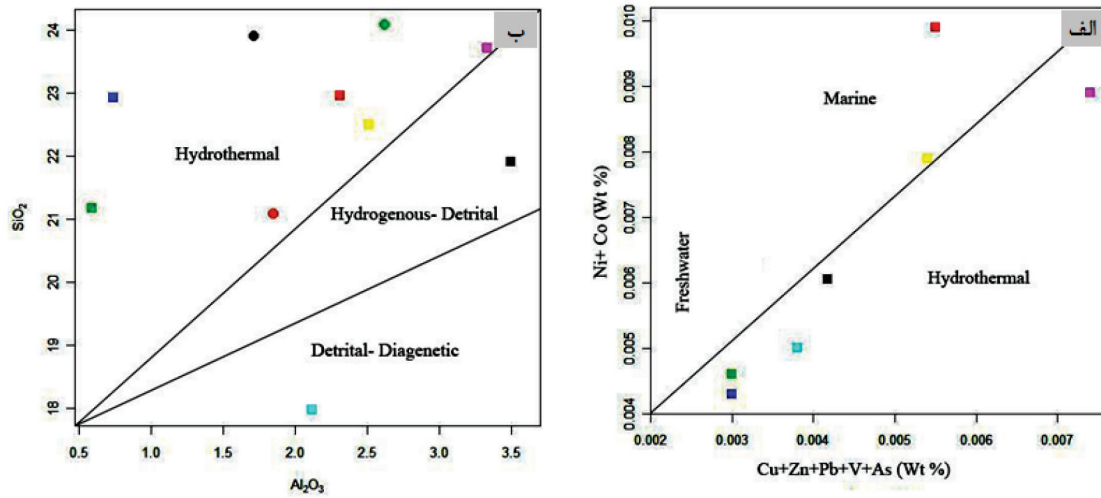 ب
24
23
22
21
20
19
18
SiO₂
Hydrothermal
Hydrogenous- Detrital
Detrital- Diagenetic
0.5 1.0 1.5 2.0 2.5 3.0 3.5
Al₂O₃
الف
0.010
0.009
0.008
0.007
0.006
0.005
0.004
Ni+ Co (Wt %)
Marine
Freshwater
Hydrothermal
0.002 0.003 0.004 0.005 0.006 0.007
Cu+Zn+Pb+V+As (Wt %)